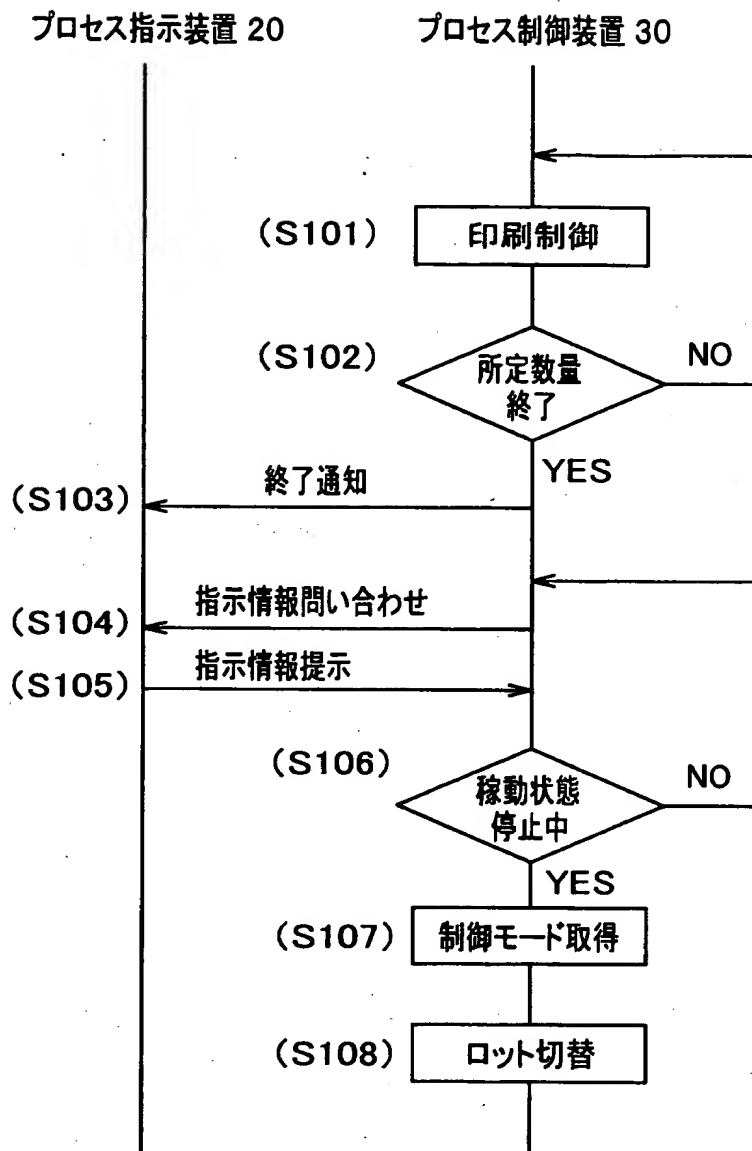 プロセス指示装置 20
プロセス制御装置 30
(S101)
印刷制御
(S102)
所定数量
終了
NO
YES
(S103)
終了通知
(S104)
指示情報問い合わせ
(S105)
指示情報提示
(S106)
稼動状態
停止中
NO
YES
(S107)
制御モード取得
(S108)
ロット切替